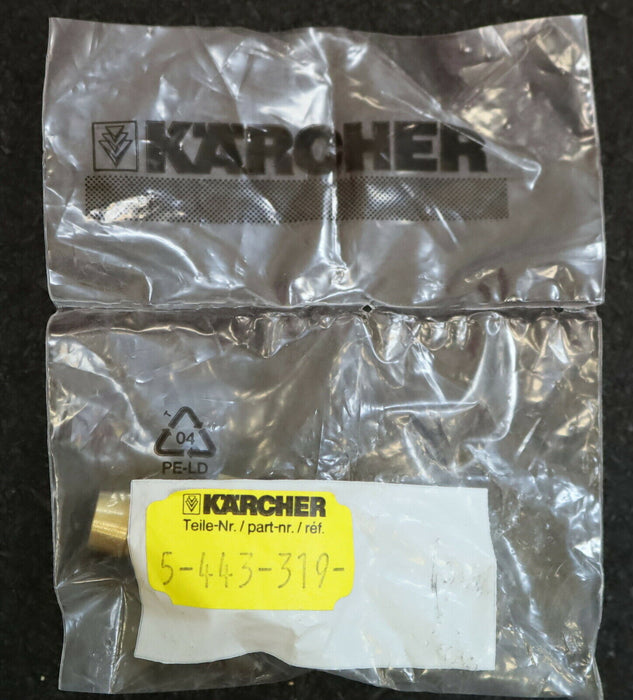 KÄRCHER
04
PE-LD
KÄRCHER
Teile-Nr. / part-nr. / réf.
5-443-319-